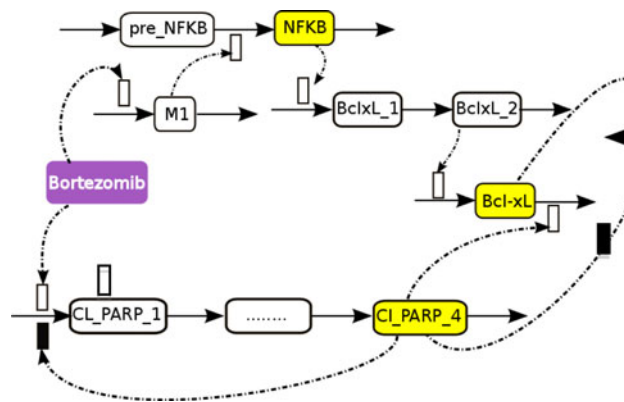 pre_NFKB
NFKB
M1
BclxL_1
BclxL_2
Bortezomib
Bcl-xL
CL_PARP_1
........
Cl_PARP_4